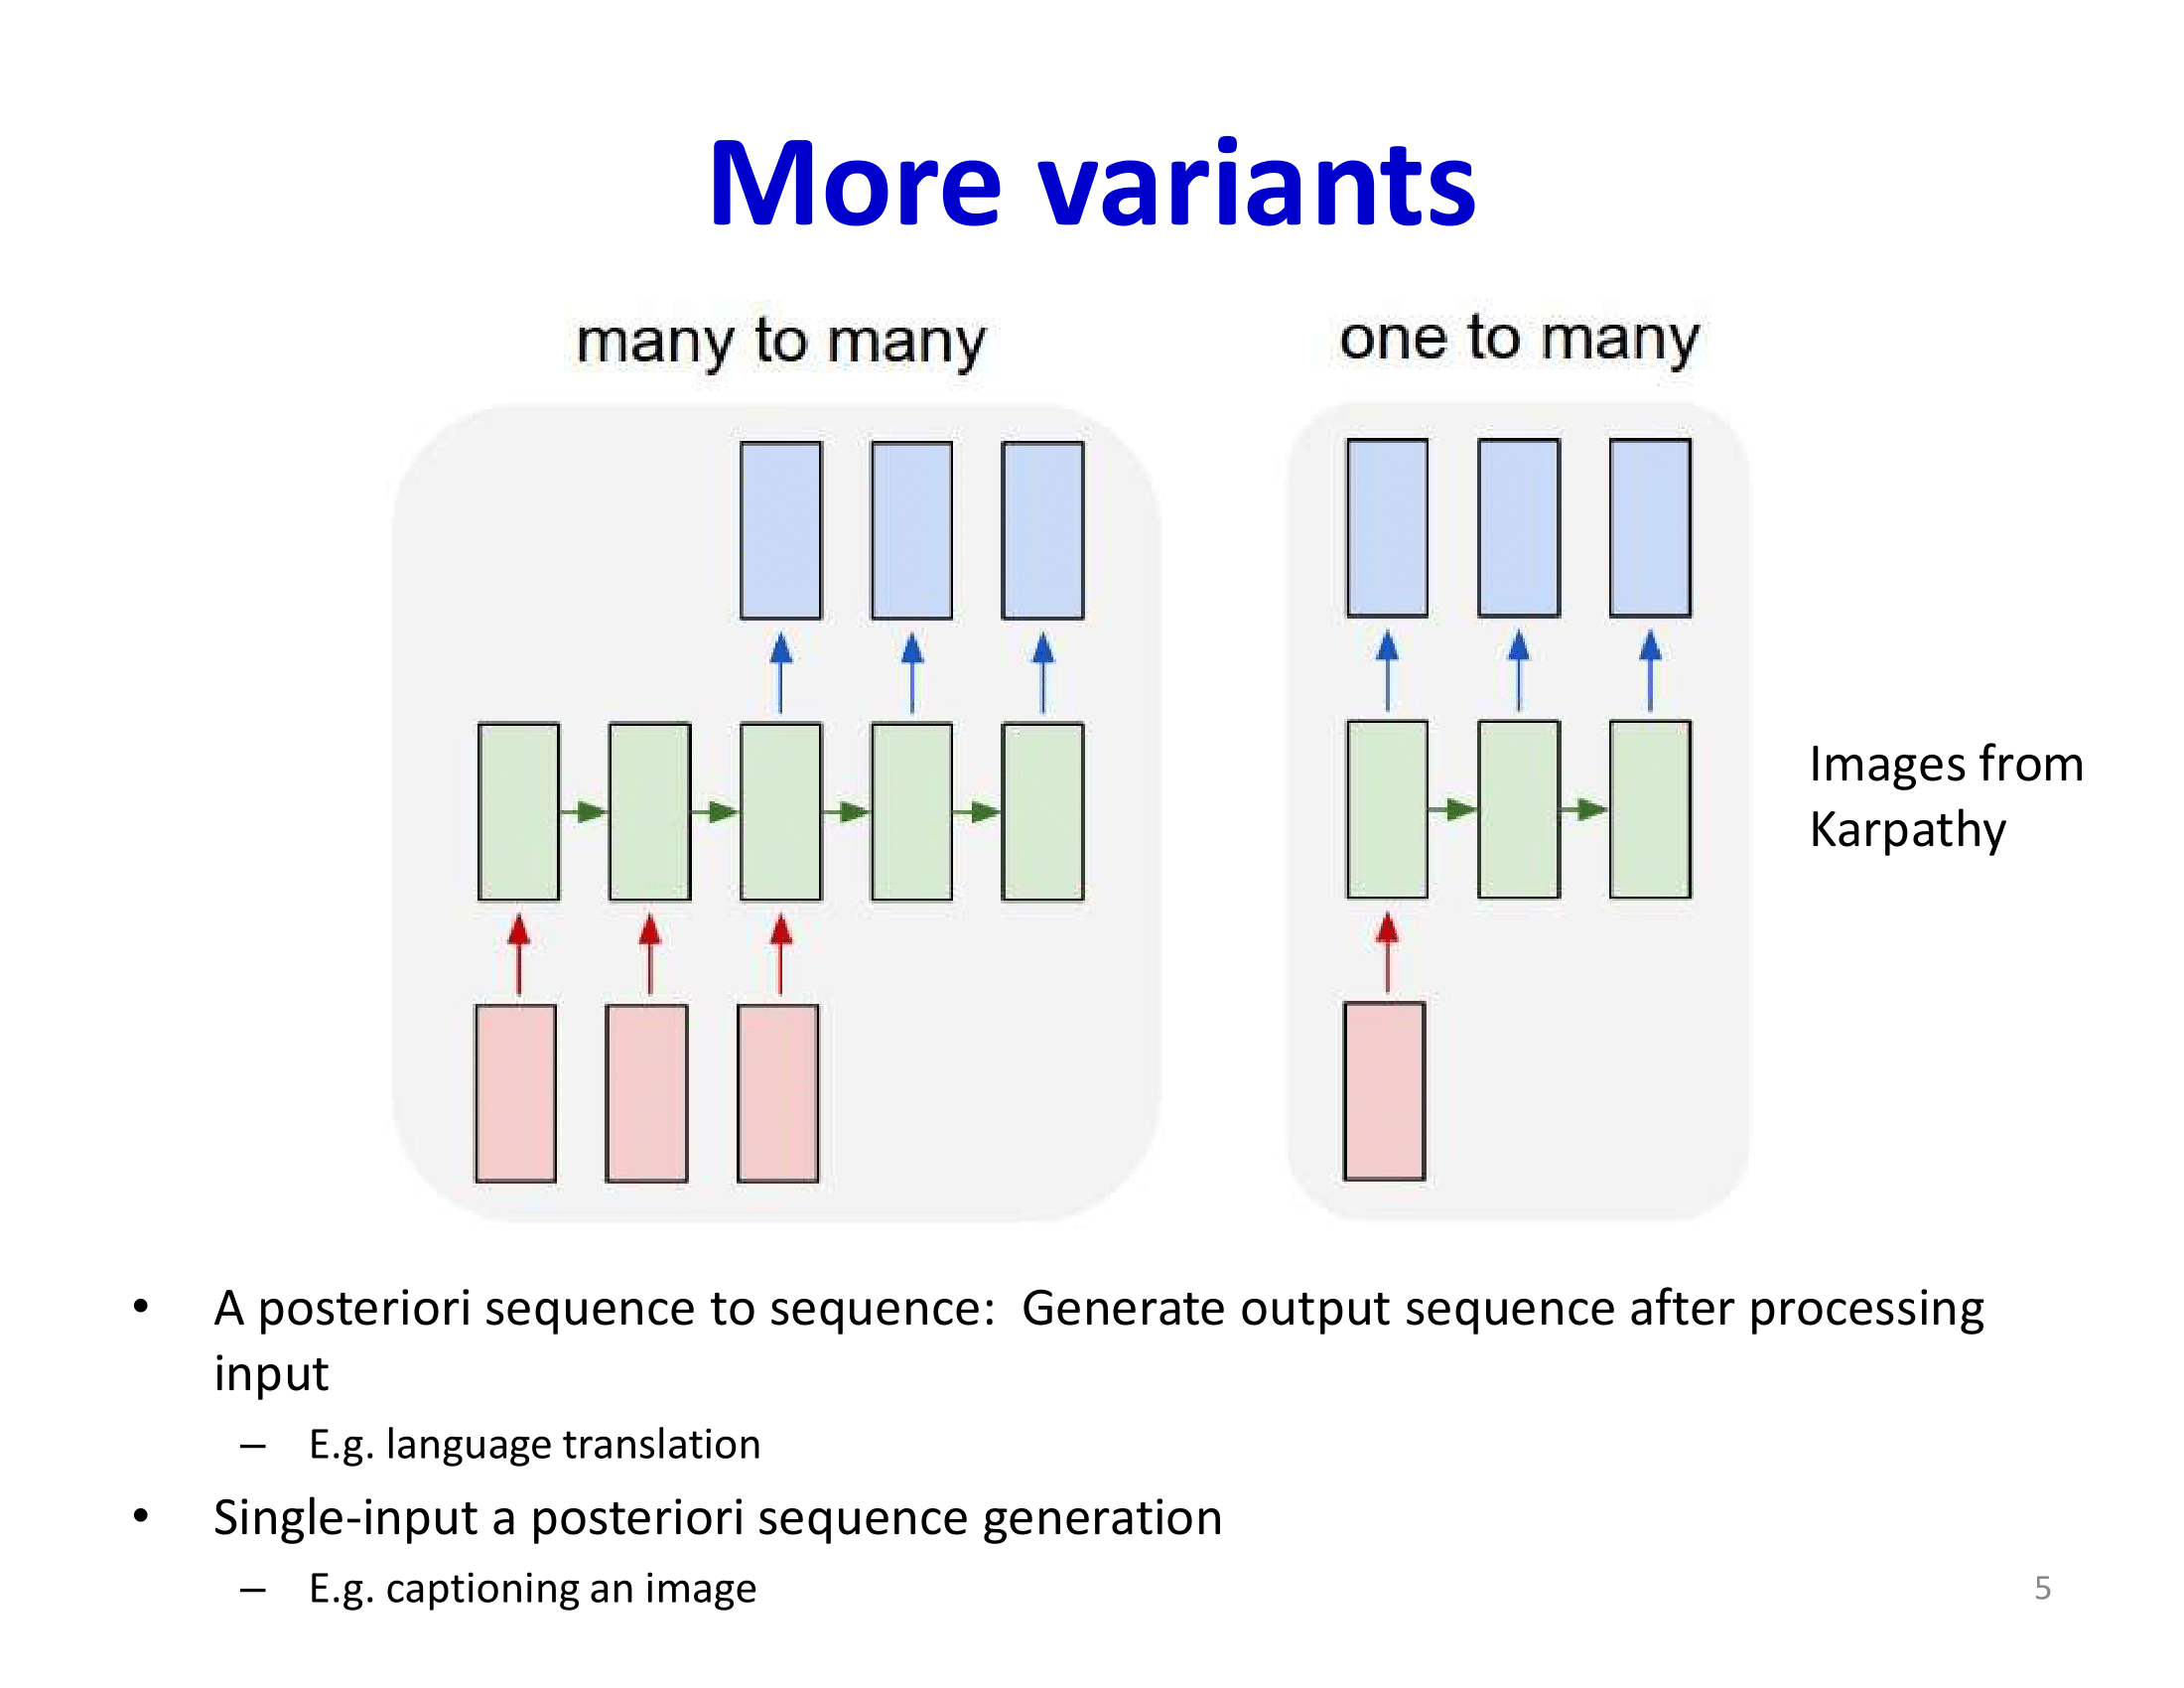 More variants
many to many
one to many
Images from
Karpathy
• A posteriori sequence to sequence:  Generate output sequence after processing
input
– E.g. language translation
• Single-input a posteriori sequence generation
– E.g. captioning an image
5